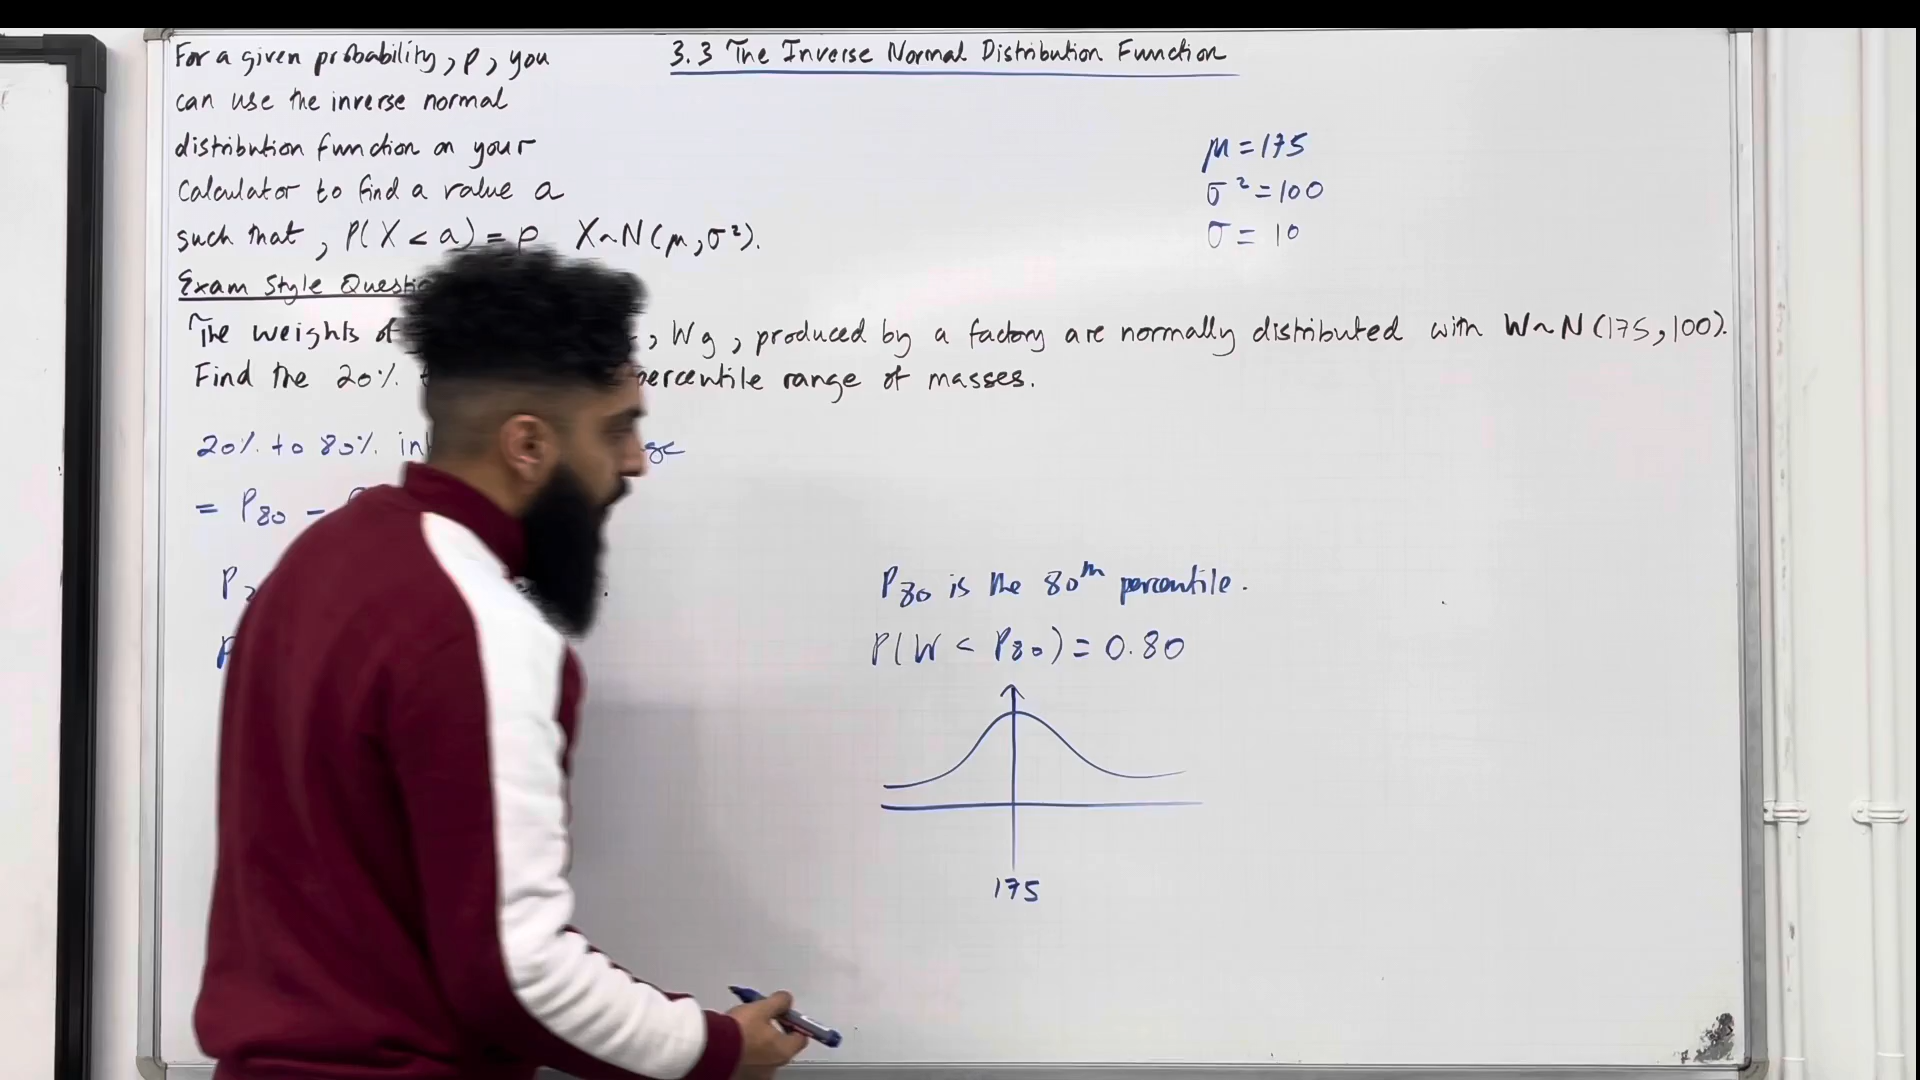 3.3 The Inverse Normal Distribution Function
For a given probability, p, you
can use the inverse normal
distribution function on your
calculator to find a value a
such that, P(X < a) = p X~N(μ, σ²).
μ = 175
σ² = 100
σ = 10
Exam Style Questi
The weights of , W g, produced by a factory are normally distributed with W~N(175, 100).
Find the 20% percentile range of masses.
20% to 80% int
= P80 -
P80 is the 80th percentile.
P(W < P80) = 0.80
175